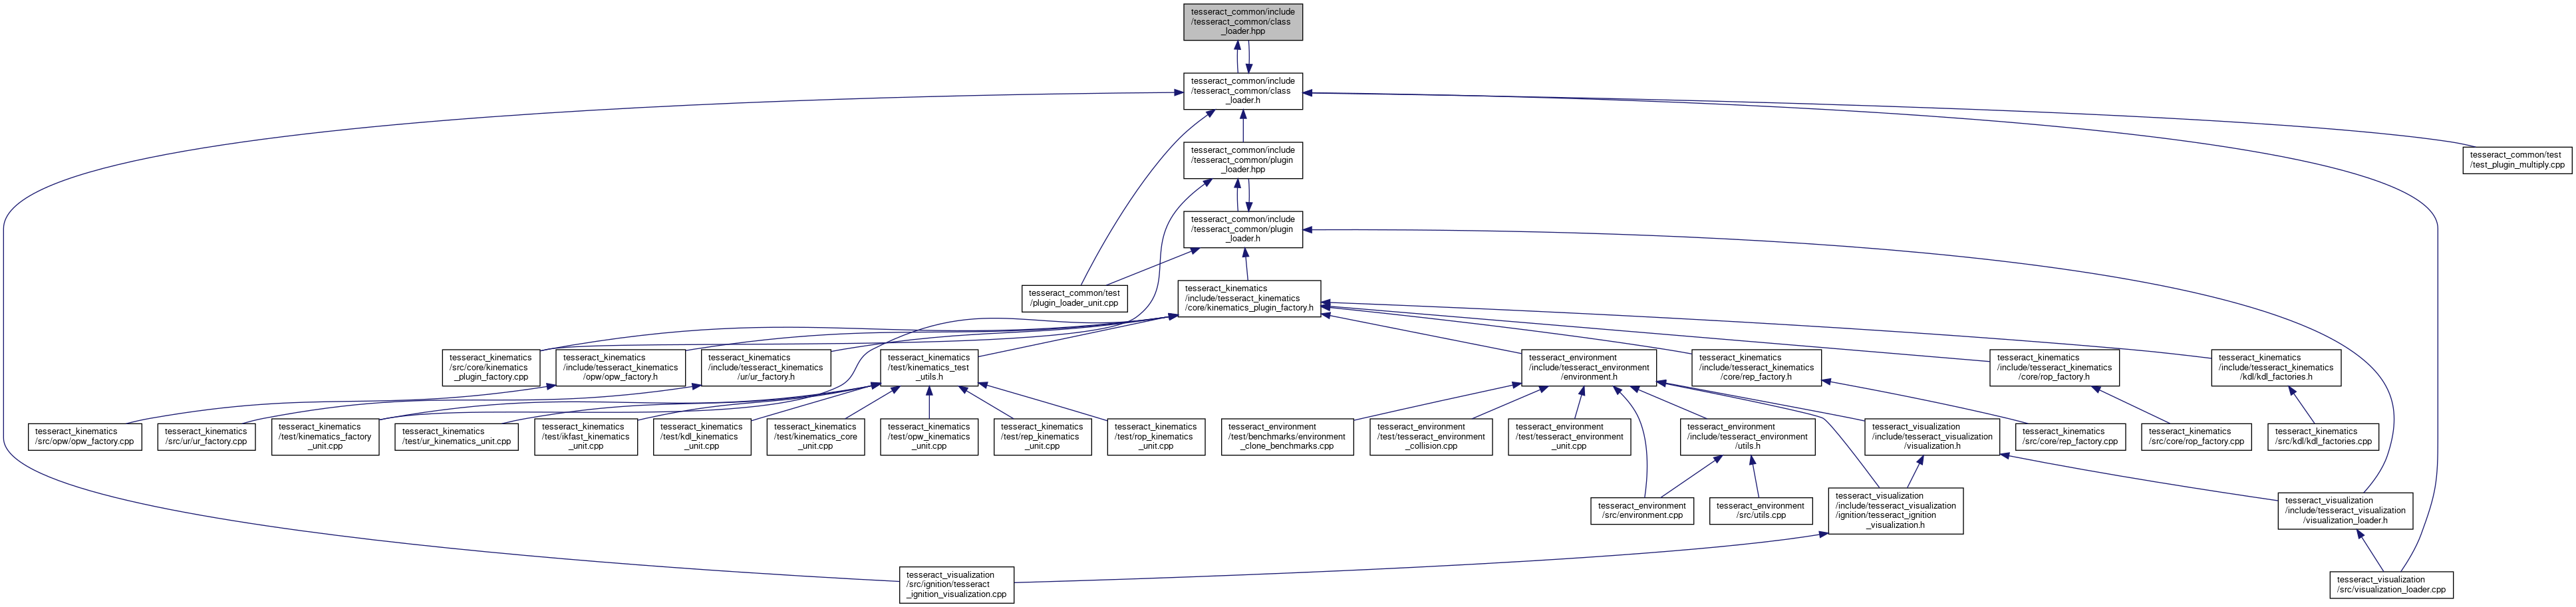 tesseract_common/include
/tesseract_common/class
_loader.hpp
tesseract_common/include
/tesseract_common/class
_loader.h
tesseract_common/include
/tesseract_common/plugin
_loader.hpp
tesseract_common/test
/test_plugin_multiply.cpp
tesseract_common/include
/tesseract_common/plugin
_loader.h
tesseract_common/test
/plugin_loader_unit.cpp
tesseract_kinematics
/include/tesseract_kinematics
/core/kinematics_plugin_factory.h
tesseract_kinematics
/src/core/kinematics
_plugin_factory.cpp
tesseract_kinematics
/include/tesseract_kinematics
/opw/opw_factory.h
tesseract_kinematics
/include/tesseract_kinematics
/ur/ur_factory.h
tesseract_kinematics
/test/kinematics_test
_utils.h
tesseract_environment
/include/tesseract_environment
/environment.h
tesseract_kinematics
/include/tesseract_kinematics
/core/rep_factory.h
tesseract_kinematics
/include/tesseract_kinematics
/core/rop_factory.h
tesseract_kinematics
/include/tesseract_kinematics
/kdl/kdl_factories.h
tesseract_kinematics
/src/opw/opw_factory.cpp
tesseract_kinematics
/src/ur/ur_factory.cpp
tesseract_kinematics
/test/kinematics_factory
_unit.cpp
tesseract_kinematics
/test/ur_kinematics_unit.cpp
tesseract_kinematics
/test/ikfast_kinematics
_unit.cpp
tesseract_kinematics
/test/kdl_kinematics
_unit.cpp
tesseract_kinematics
/test/kinematics_core
_unit.cpp
tesseract_kinematics
/test/opw_kinematics
_unit.cpp
tesseract_kinematics
/test/rep_kinematics
_unit.cpp
tesseract_kinematics
/test/rop_kinematics
_unit.cpp
tesseract_environment
/test/benchmarks/environment
_clone_benchmarks.cpp
tesseract_environment
/test/tesseract_environment
_collision.cpp
tesseract_environment
/test/tesseract_environment
_unit.cpp
tesseract_environment
/include/tesseract_environment
/utils.h
tesseract_visualization
/include/tesseract_visualization
/visualization.h
tesseract_kinematics
/src/core/rep_factory.cpp
tesseract_kinematics
/src/core/rop_factory.cpp
tesseract_kinematics
/src/kdl/kdl_factories.cpp
tesseract_environment
/src/environment.cpp
tesseract_environment
/src/utils.cpp
tesseract_visualization
/include/tesseract_visualization
/ignition/tesseract_ignition
_visualization.h
tesseract_visualization
/include/tesseract_visualization
/visualization_loader.h
tesseract_visualization
/src/ignition/tesseract
_ignition_visualization.cpp
tesseract_visualization
/src/visualization_loader.cpp